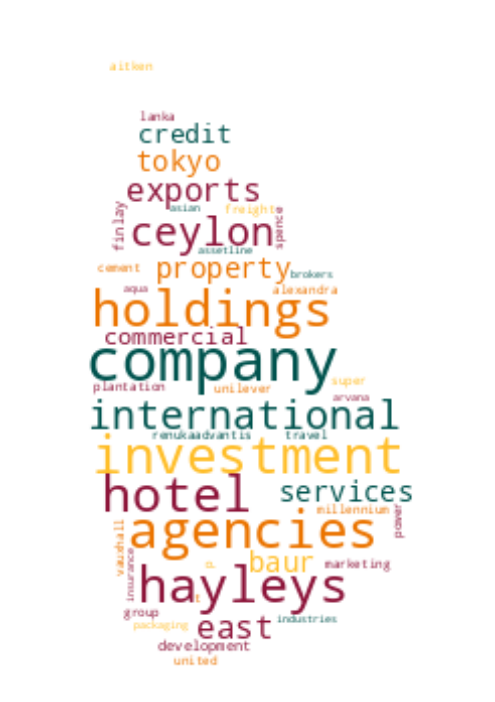 aitken
lanka
credit
tokyo
exports
asian
freight
finlay
ceylon
spence
assetline
cement
property
brokers
aqua
alexandra
holdings
commercial
company
plantation
unilever
super
arvana
international
renukaadvantis
travel
investment
hotel
services
millennium
power
agencies
vauxhall
insurance
baur
marketing
hayleys
t
group
packaging
east
industries
development
united